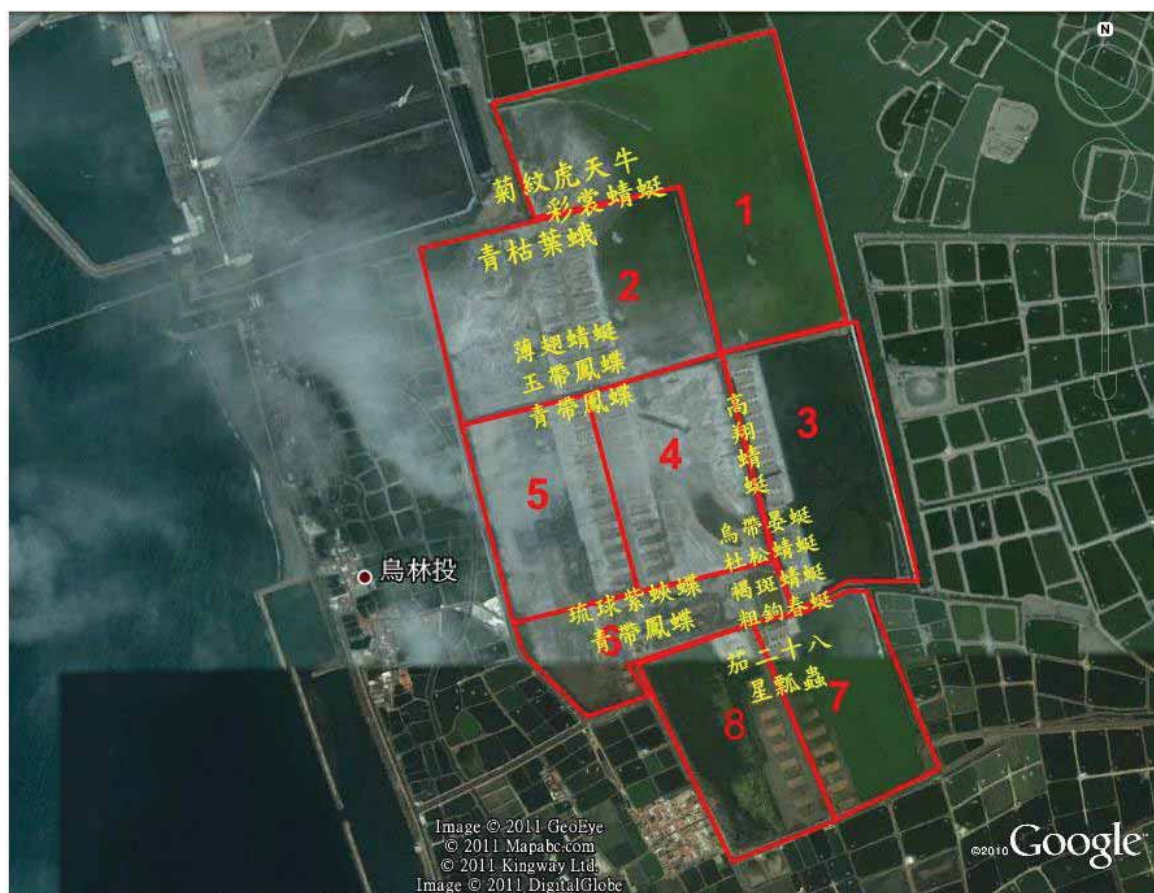 N
菊紋虎天牛
彩裳蜻蜓
青枯葉蛾
1
2
薄翅蜻蜓
玉帶鳳蝶
青帶鳳蝶
高翔蜻蜓
3
4
5
烏帶晏蜓
杜松蜻蜓
褐斑蜻蜓
粗鉤春蜓
烏林投
琉球紫蛺蝶
青帶鳳蝶
6
茄二十八
星瓢蟲
7
8
Image © 2011 GeoEye
© 2011 Mapabc.com
© 2011 Kingway Ltd.
Image © 2011 DigitalGlobe
©2010 Google